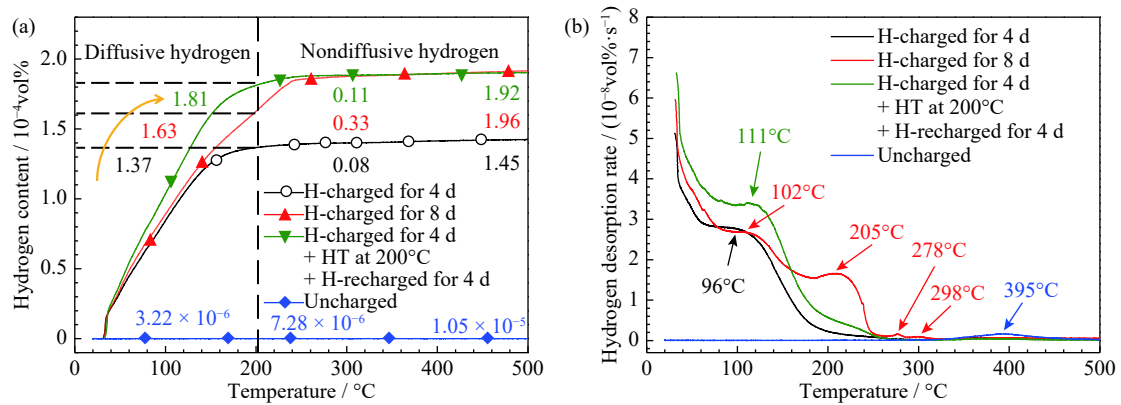 (a)
Diffusive hydrogen
Nondiffusive hydrogen
2.0
1.5
1.0
0.5
0
Hydrogen content / 10⁻⁴vol%
1.81
0.11
1.92
1.63
0.33
1.96
1.37
0.08
1.45
H-charged for 4 d
H-charged for 8 d
H-charged for 4 d
+ HT at 200°C
+ H-recharged for 4 d
Uncharged
3.22 × 10⁻⁶
7.28 × 10⁻⁶
1.05 × 10⁻⁵
0
100
200
300
400
500
Temperature / °C
(b)
8
7
6
5
4
3
2
1
0
Hydrogen desorption rate / (10⁻⁸vol%·s⁻¹)
H-charged for 4 d
H-charged for 8 d
H-charged for 4 d
+ HT at 200°C
+ H-recharged for 4 d
Uncharged
111°C
102°C
205°C
96°C
278°C
298°C
395°C
0
100
200
300
400
500
Temperature / °C